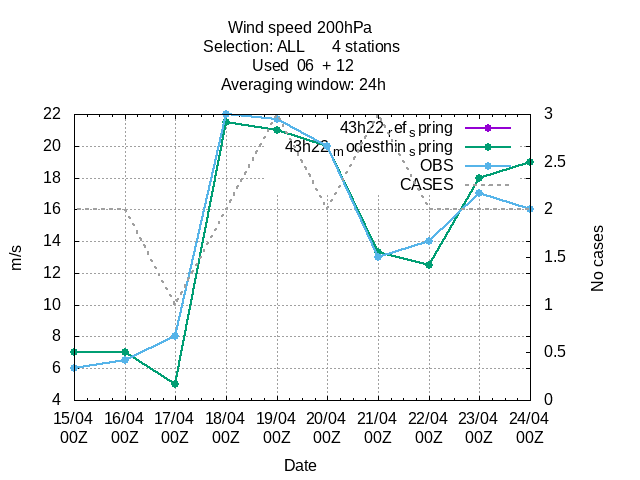 Wind speed 200hPa
Selection: ALL 4 stations
Used 06 + 12
Averaging window: 24h
22 3
43h22_ref_spring
20 43h22_modesthin_spring
OBS 2.5
18 CASES
16 2
14
m/s 1.5 No cases
12
10 1
8
6 0.5
4 0
15/04 16/04 17/04 18/04 19/04 20/04 21/04 22/04 23/04 24/04
00Z 00Z 00Z 00Z 00Z 00Z 00Z 00Z 00Z 00Z
Date